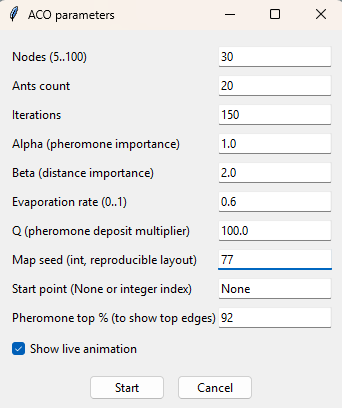 ACO parameters
Nodes (5..100) 30
Ants count 20
Iterations 150
Alpha (pheromone importance) 1.0
Beta (distance importance) 2.0
Evaporation rate (0..1) 0.6
Q (pheromone deposit multiplier) 100.0
Map seed (int, reproducible layout) 77
Start point (None or integer index) None
Pheromone top % (to show top edges) 92
Show live animation
Start Cancel